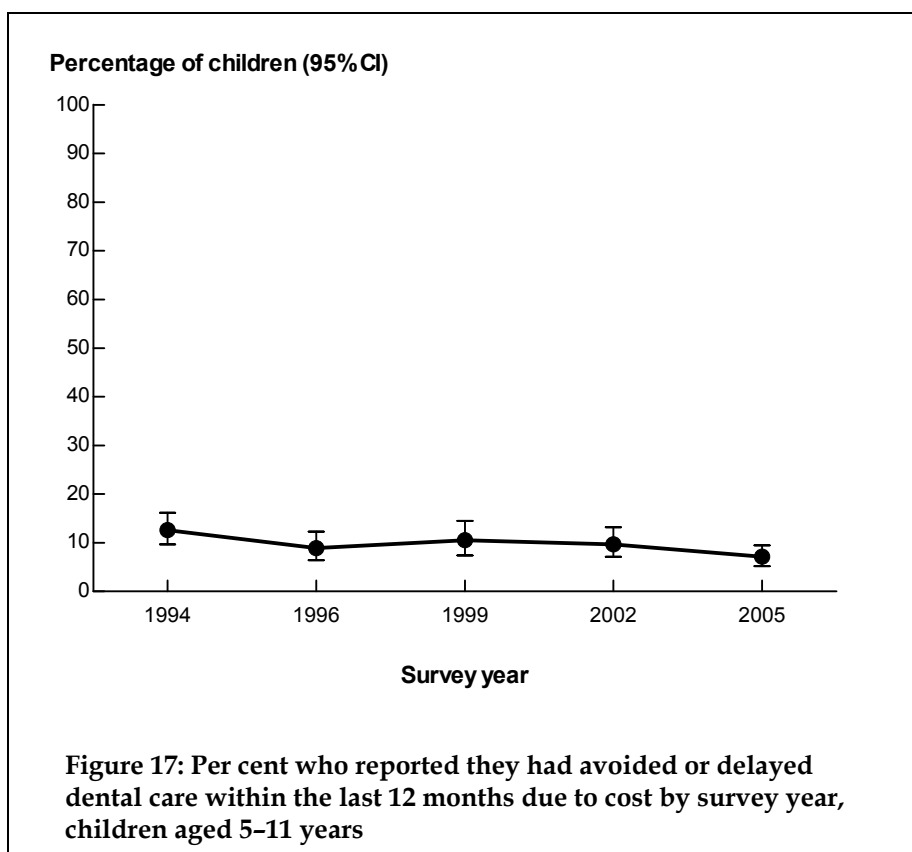 Percentage of children (95%CI)
100
90
80
70
60
50
40
30
20
10
0
1994 1996 1999 2002 2005
Survey year
Figure 17: Per cent who reported they had avoided or delayed
dental care within the last 12 months due to cost by survey year,
children aged 5–11 years